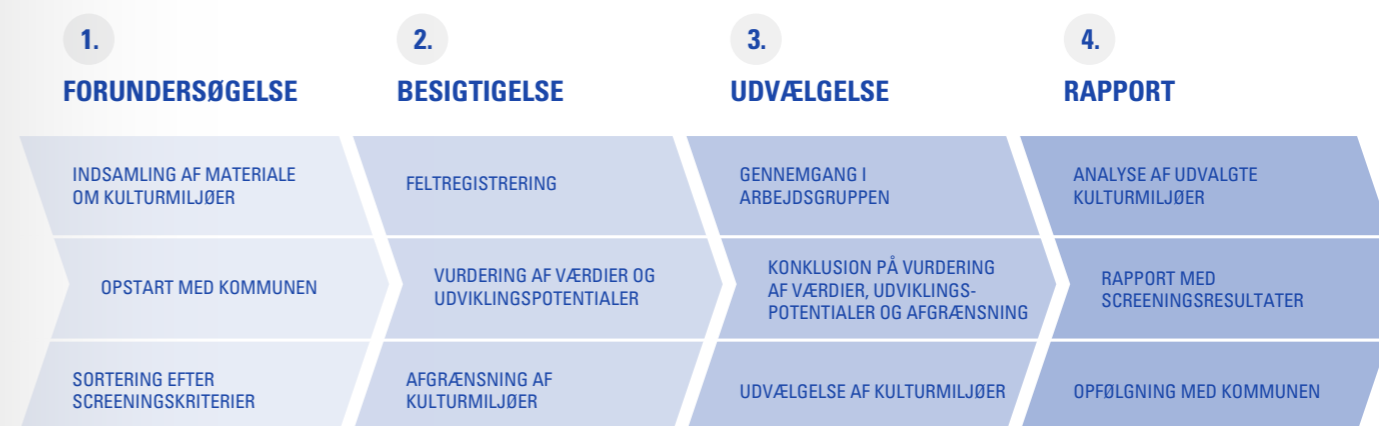 1.
FORUNDERSØGELSE
INDSAMLING AF MATERIALE
OM KULTURMILJØER
OPSTART MED KOMMUNEN
SORTERING EFTER
SCREENINGSKRITERIER
2.
BESIGTIGELSE
FELTREGISTRERING
VURDERING AF VÆRDIER OG
UDVIKLINGSPOTENTIALER
AFGRÆNSNING AF
KULTURMILJØER
3.
UDVÆLGELSE
GENNEMGANG I
ARBEJDSGRUPPEN
KONKLUSION PÅ VURDERING
AF VÆRDIER, UDVIKLINGS-
POTENTIALER OG AFGRÆNSNING
UDVÆLGELSE AF KULTURMILJØER
4.
RAPPORT
ANALYSE AF UDVALGTE
KULTURMILJØER
RAPPORT MED
SCREENINGSRESULTATER
OPFØLGNING MED KOMMUNEN